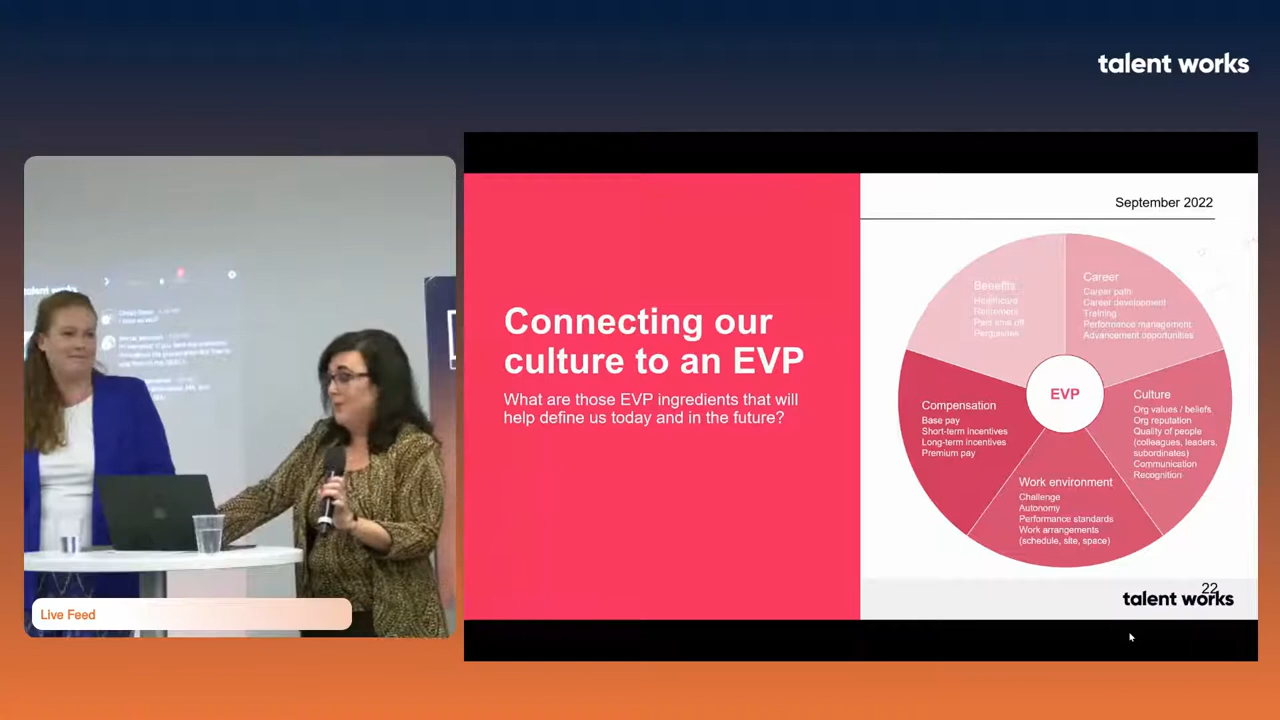 talent works
talent works
Live Feed
Connecting our
culture to an EVP
What are those EVP ingredients that will
help define us today and in the future?
September 2022
Benefits
Healthcare
Retirement
Paid time off
Perquisites
Career
Career path
Career development
Training
Performance management
Advancement opportunities
Compensation
Base pay
Short-term incentives
Long-term incentives
Premium pay
EVP
Culture
Org values / beliefs
Org reputation
Quality of people
(colleagues, leaders,
subordinates)
Communication
Recognition
Work environment
Challenge
Autonomy
Performance standards
Work arrangements
(schedule, site, space)
22
talent works